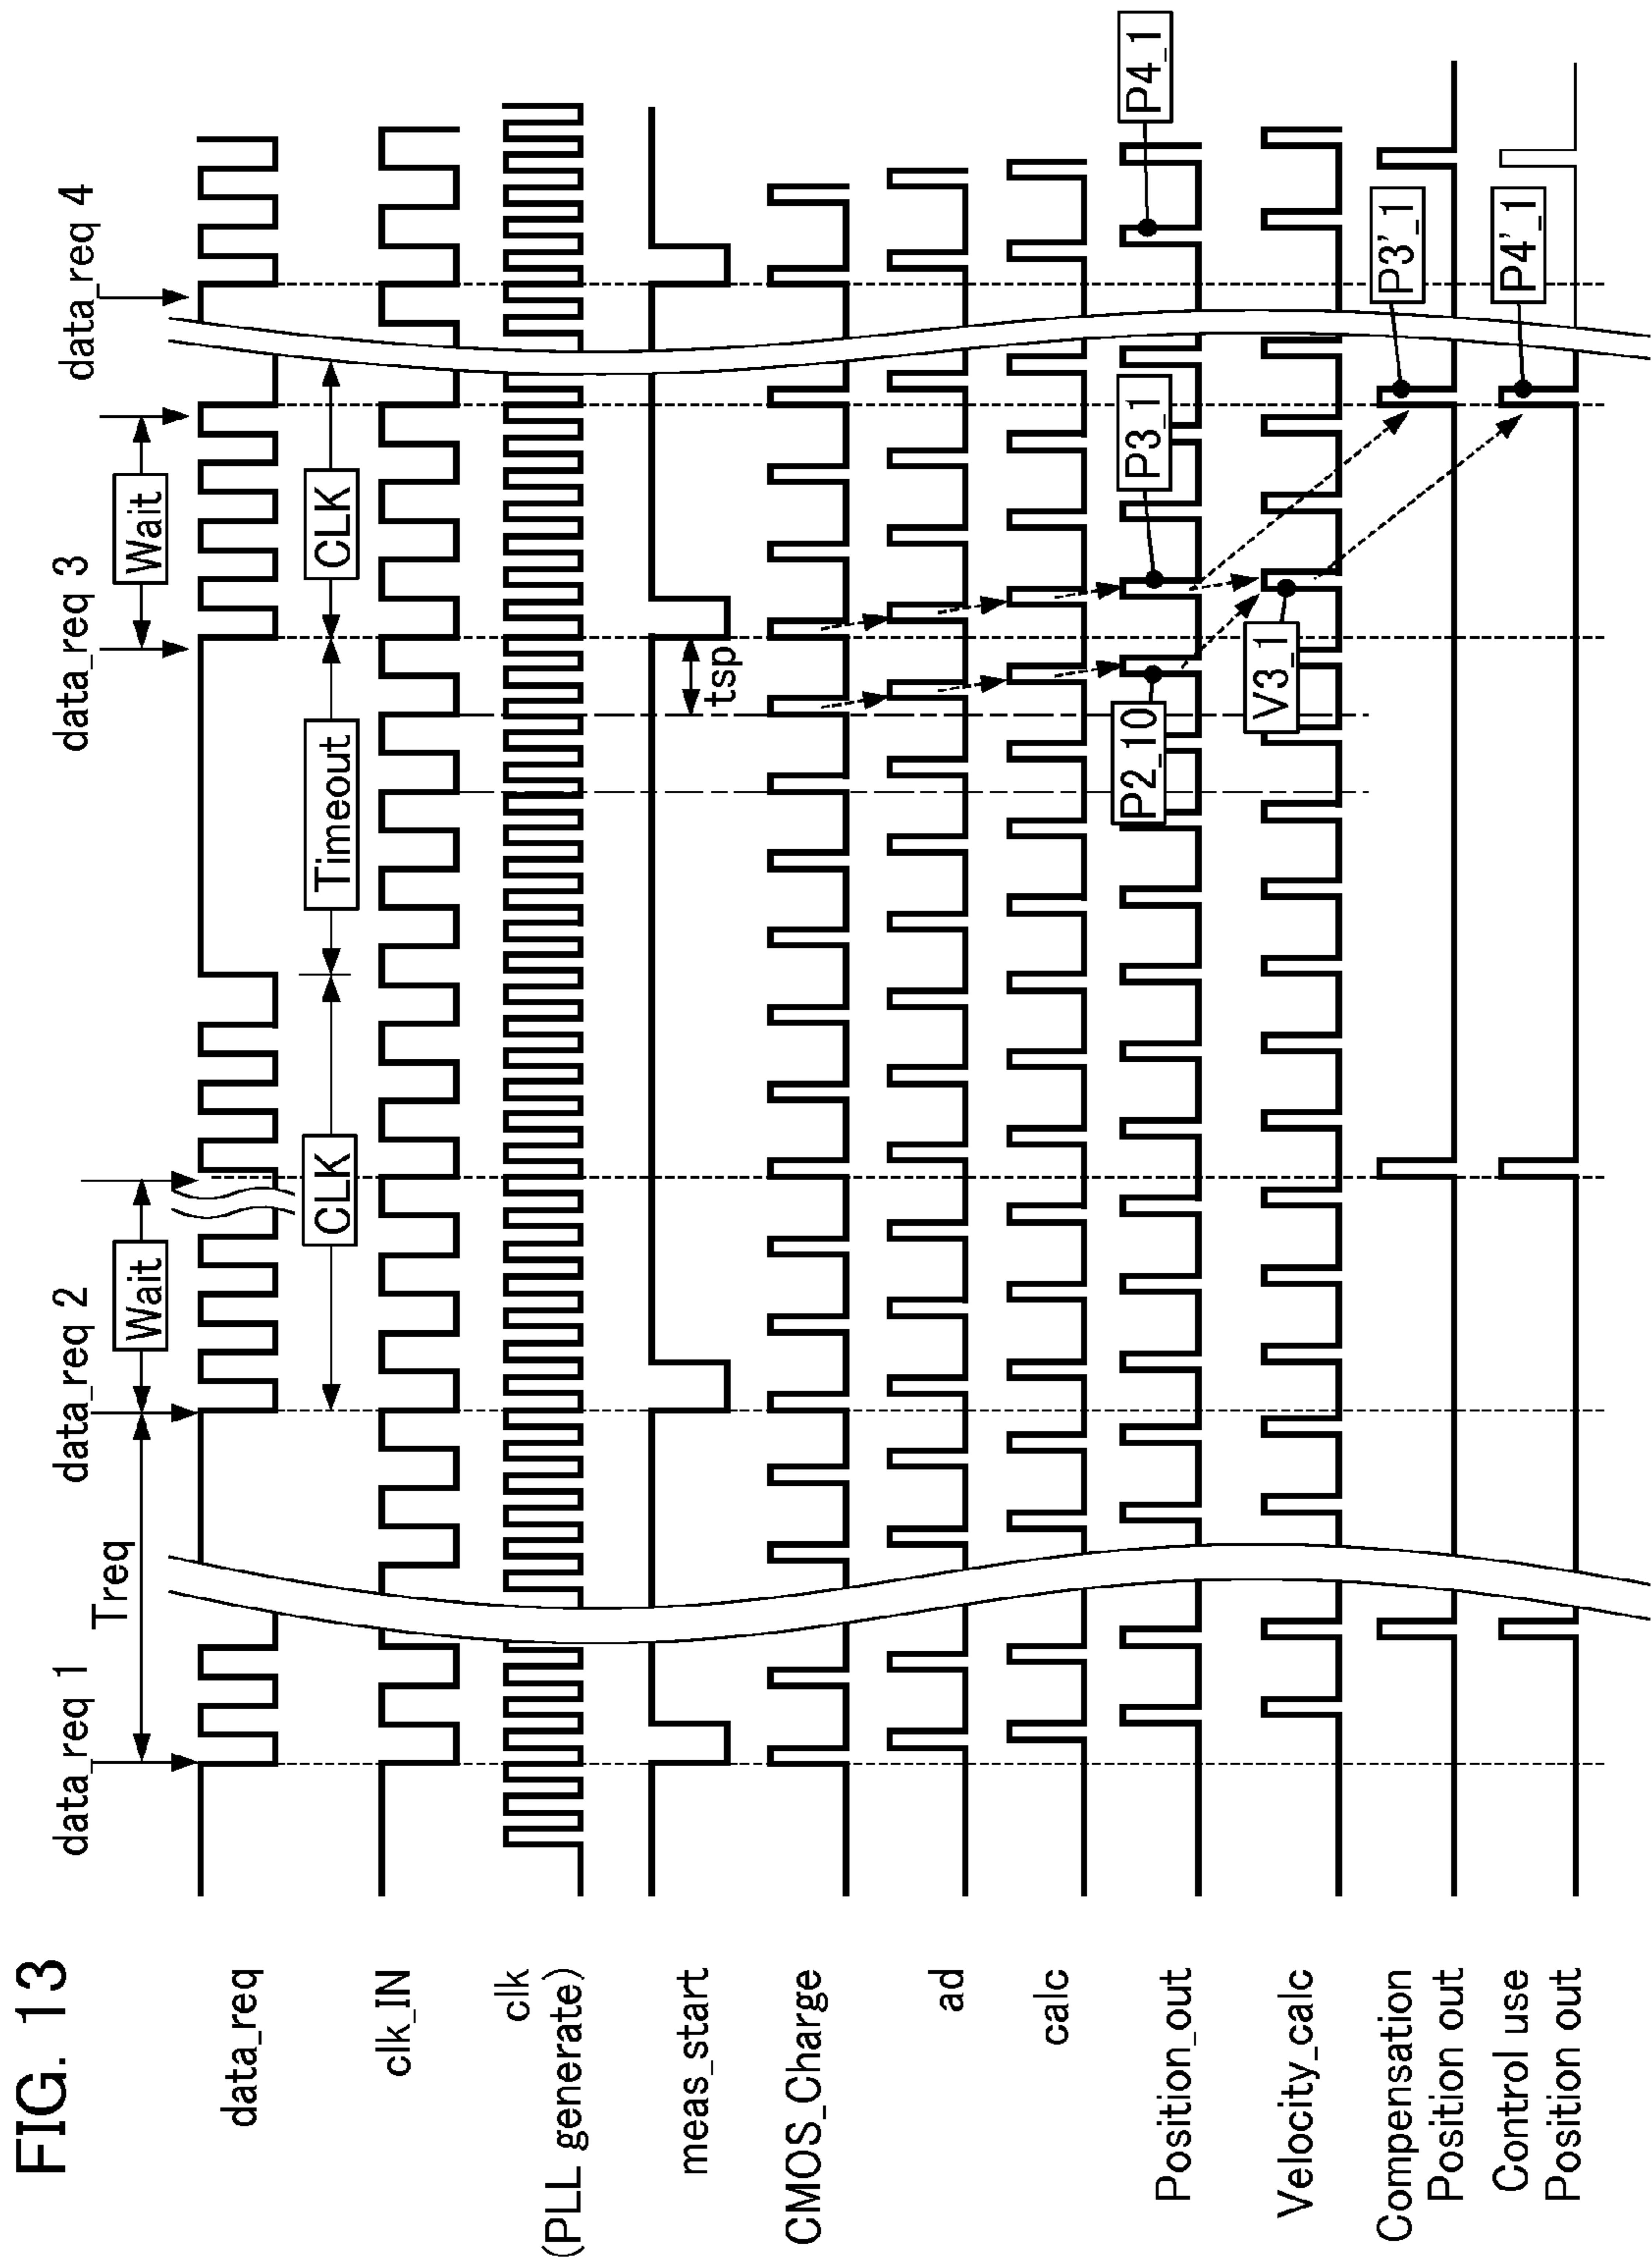 FIG. 13
data_req 1
Treq
data_req 2
Wait
data_req 3
Wait
data_req 4
data_req
CLK
Timeout
CLK
clk_IN
clk
(PLL generate)
meas_start
tsp
CMOS_Charge
ad
calc
Position_out
P2_10
P3_1
P4_1
Velocity_calc
V3_1
Compensation
Position out
P3'_1
Control use
Position out
P4'_1